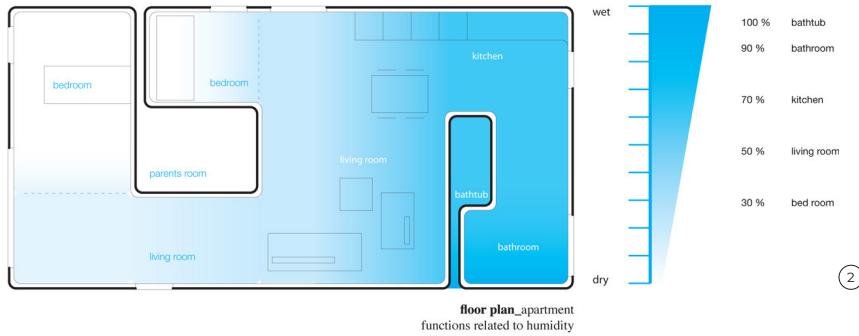 bedroom
bedroom
parents room
living room
living room
kitchen
bathtub
bathroom
wet
dry
100 % bathtub
90 % bathroom
70 % kitchen
50 % living room
30 % bed room
2
floor plan_apartment
functions related to humidity